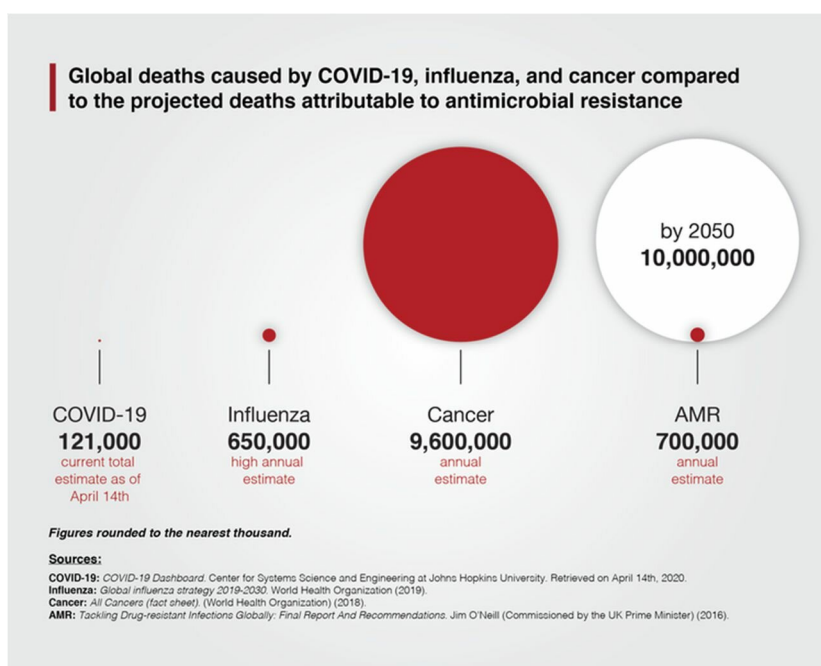 Global deaths caused by COVID-19, influenza, and cancer compared
to the projected deaths attributable to antimicrobial resistance
by 2050
10,000,000
COVID-19
121,000
current total
estimate as of
April 14th
Influenza
650,000
high annual
estimate
Cancer
9,600,000
annual
estimate
AMR
700,000
annual
estimate
Figures rounded to the nearest thousand.
Sources:
COVID-19: COVID-19 Dashboard. Center for Systems Science and Engineering at Johns Hopkins University. Retrieved on April 14th, 2020.
Influenza: Global influenza strategy 2019-2030. World Health Organization (2019).
Cancer: All Cancers (fact sheet). (World Health Organization) (2018).
AMR: Tackling Drug-resistant Infections Globally: Final Report And Recommendations. Jim O'Neill (Commissioned by the UK Prime Minister) (2016).